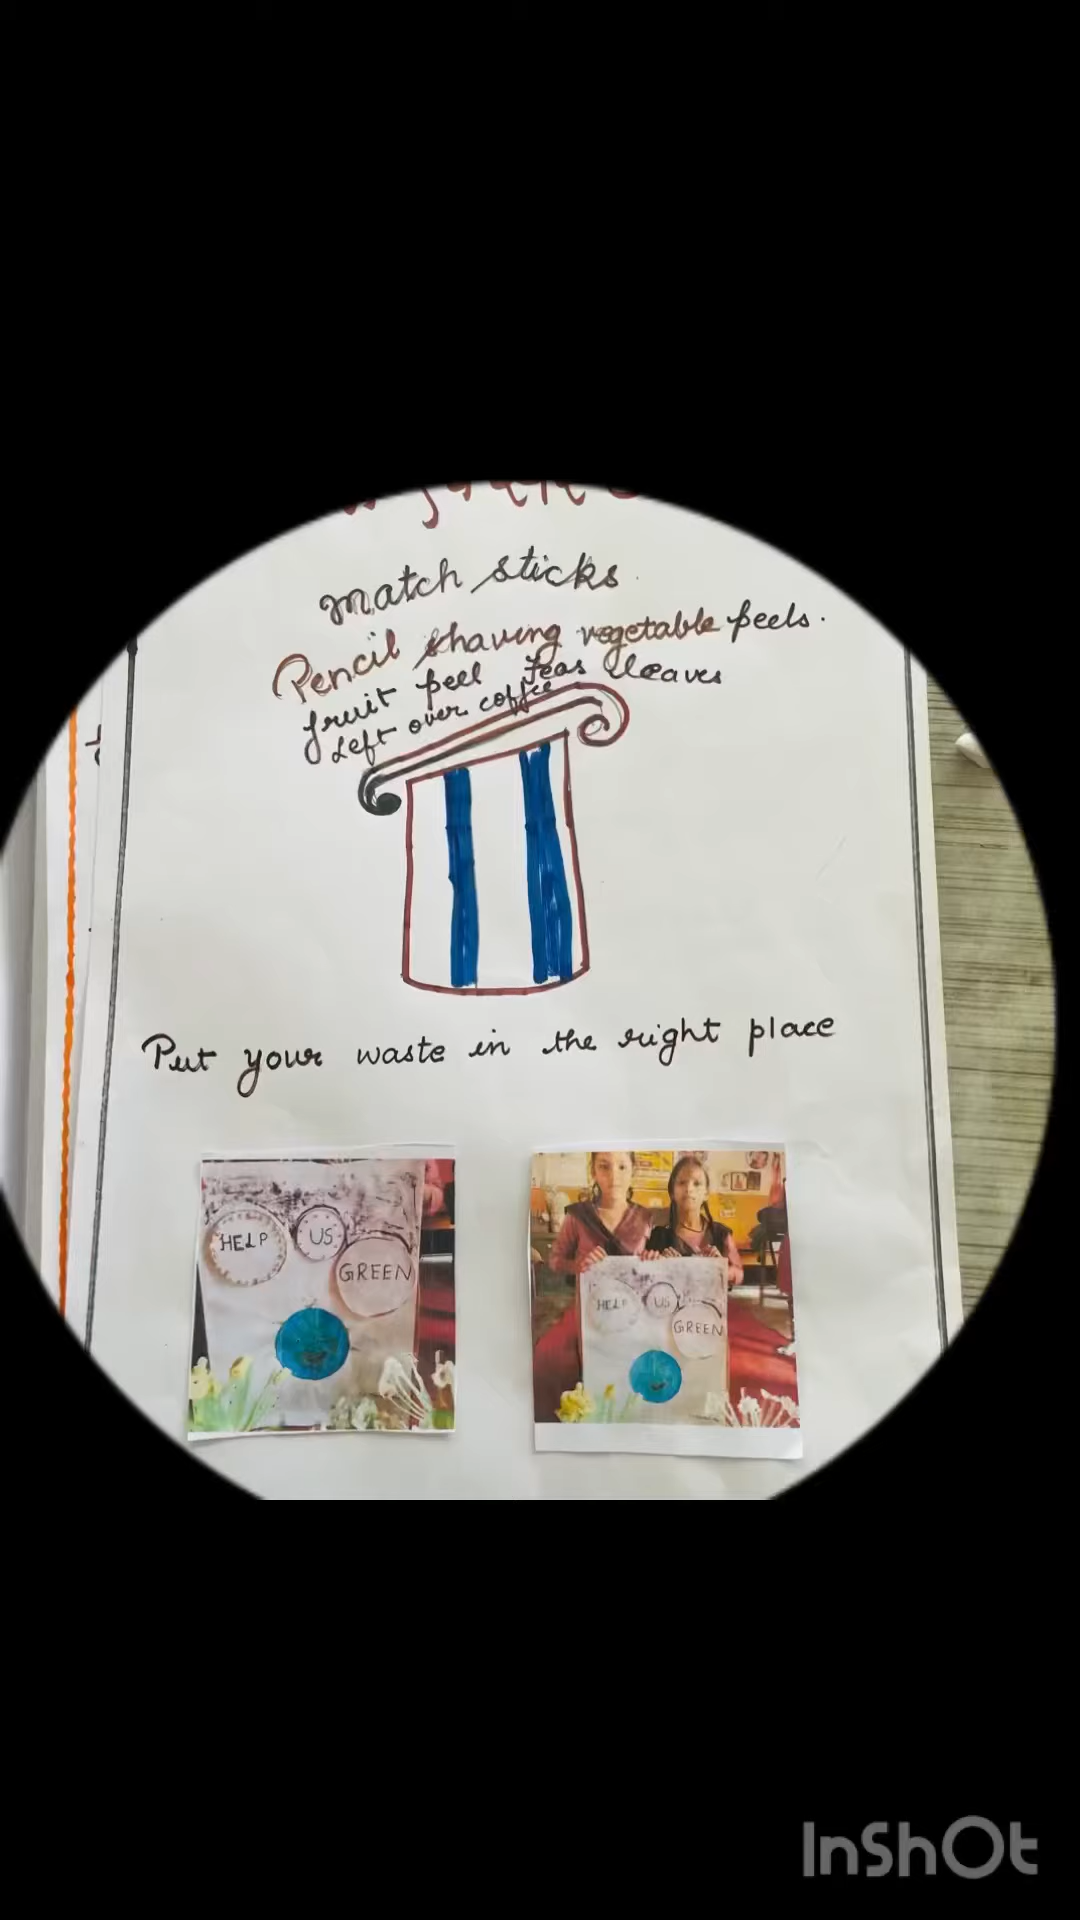 match sticks.
Pencil shaving vegetable peels.
fruit peel Teas leaves
Left over coffee
Put your waste in the right place
HELP US
GREEN
HELP US
GREEN
InShOt